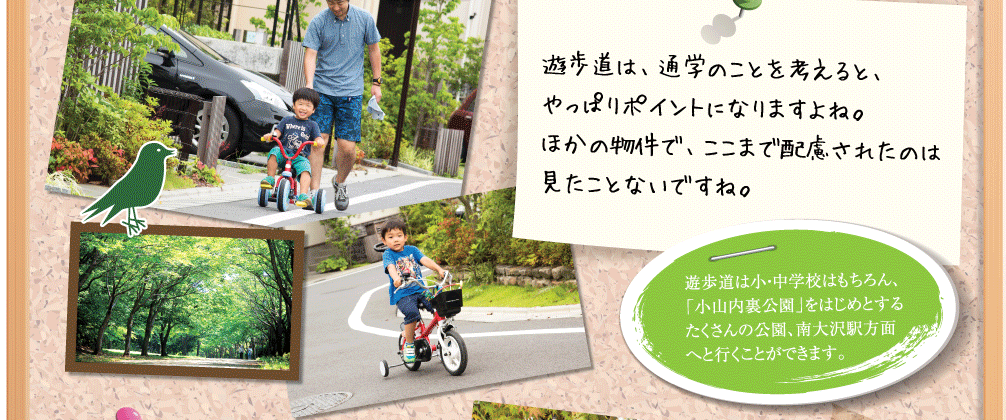 遊歩道は、通学のことを考えると、
やっぱりポイントになりますよね。
ほかの物件で、ここまで配慮されたのは
見たことないですね。
遊歩道は小・中学校はもちろん、
「小山内裏公園」をはじめとする
たくさんの公園、南大沢駅方面
へと行くことができます。